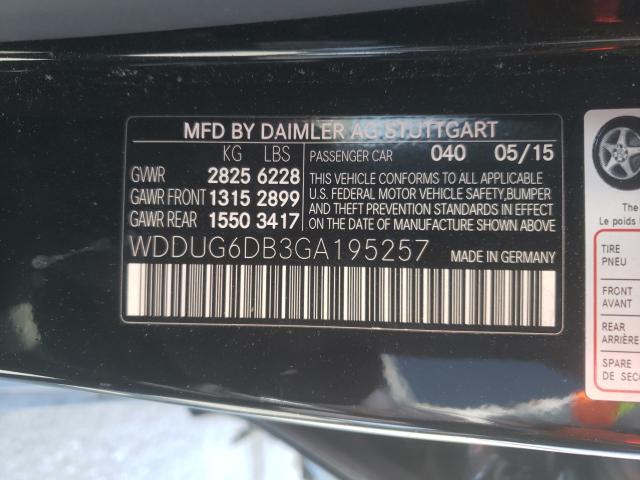 MFD BY DAIMLER AG STUTTGART
KG LBS
GVWR 2825 6228
GAWR FRONT 1315 2899
GAWR REAR 1550 3417
PASSENGER CAR 040 05/15
THIS VEHICLE CONFORMS TO ALL APPLICABLE
U.S. FEDERAL MOTOR VEHICLE SAFETY,BUMPER
AND THEFT PREVENTION STANDARDS IN EFFECT
ON THE DATE OF MANUFACTURE SHOWN ABOVE.
WDDUG6DB3GA195257 MADE IN GERMANY
The
Le poids
TIRE
PNEU
FRONT
AVANT
REAR
ARRIÈRE
SPARE
DE